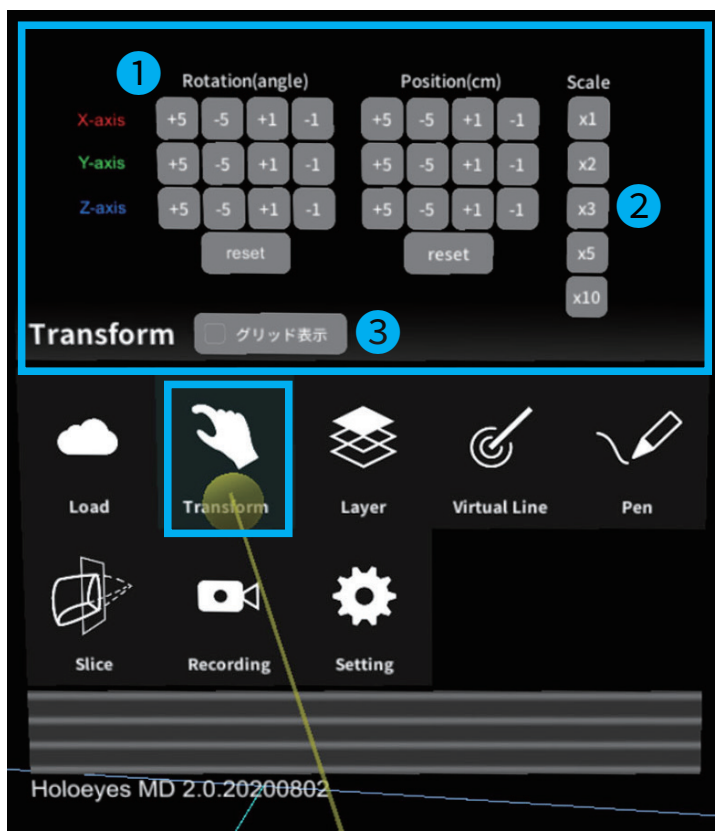 1
Rotation(angle) Position(cm) Scale
X-axis +5 -5 +1 -1 +5 -5 +1 -1 x1
Y-axis +5 -5 +1 -1 +5 -5 +1 -1 x2
Z-axis +5 -5 +1 -1 +5 -5 +1 -1 x3 2
reset reset x5
x10
Transform グリッド表示 3
Load Transform Layer Virtual Line Pen
Slice Recording Setting
Holoeyes MD 2.0.20200802